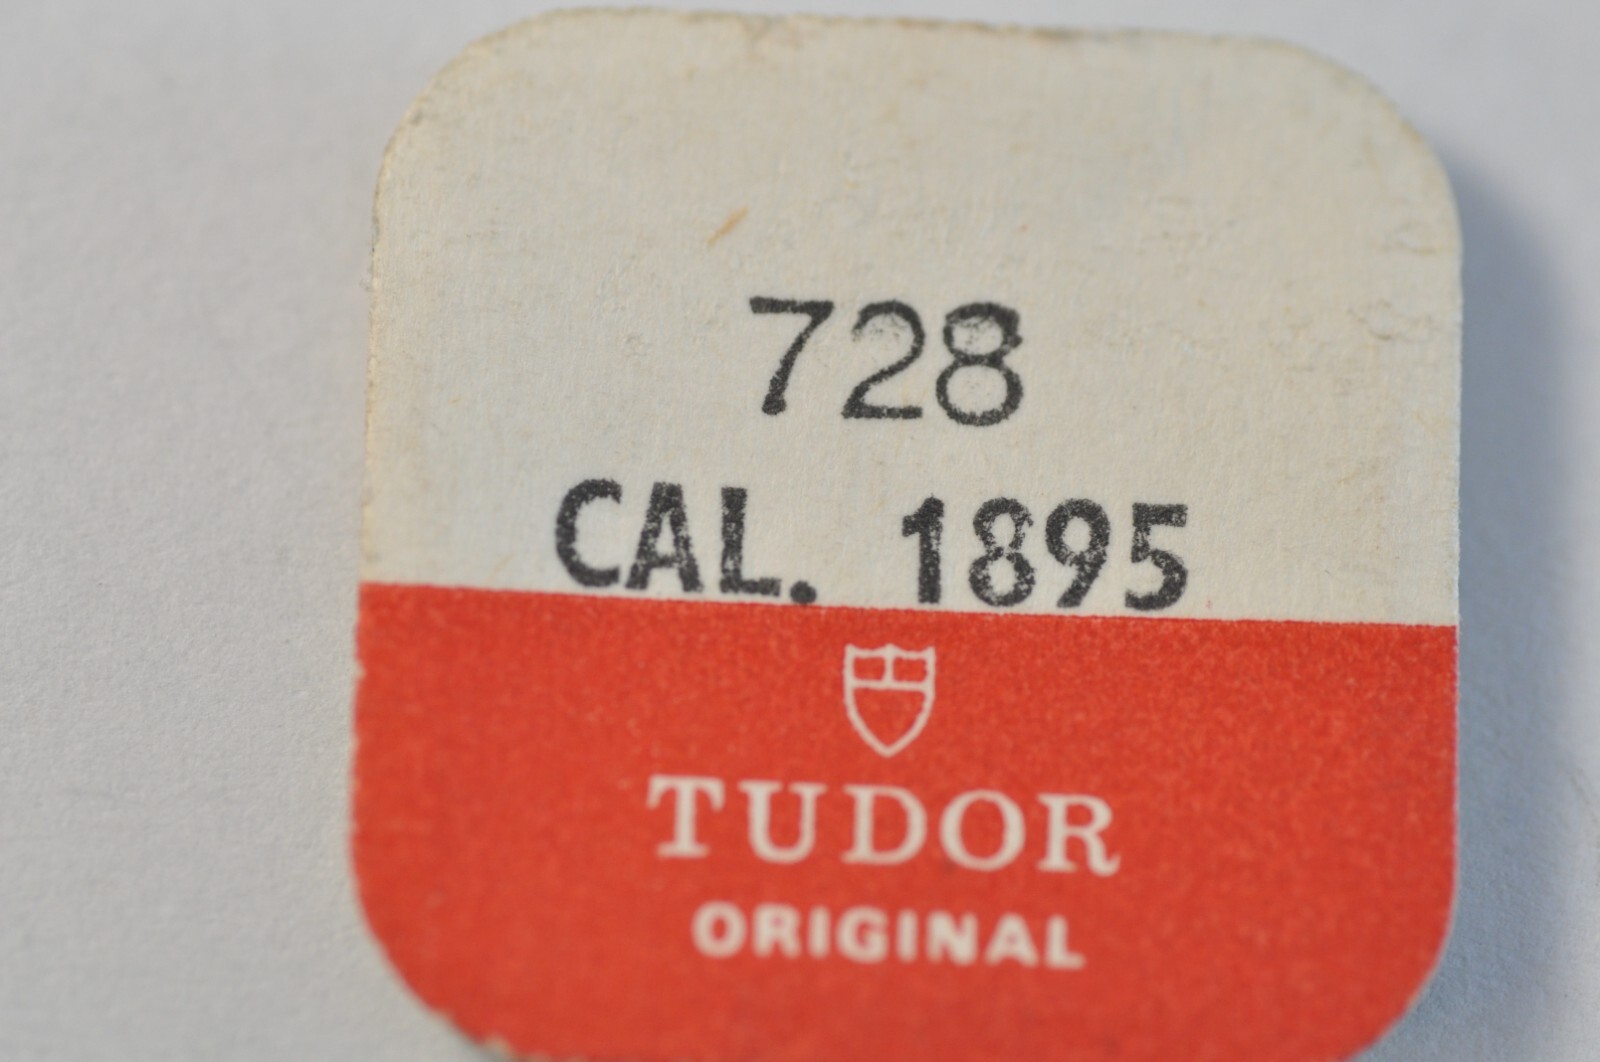 728
CAL. 1895
TUDOR
ORIGINAL